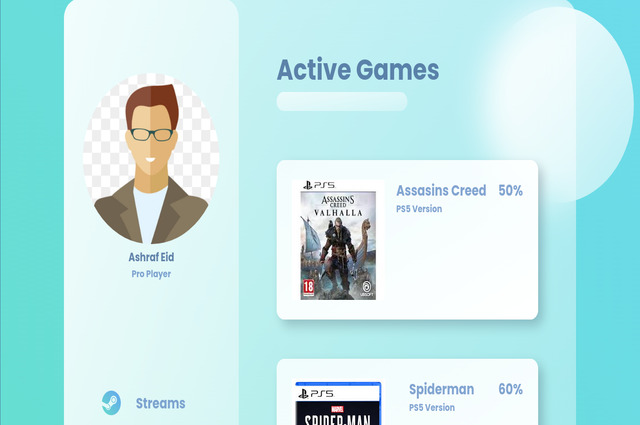 Active Games
Ashraf Eid
Pro Player
Streams
PS5
ASSASSIN'S
CREED
VALHALLA
18
UBISOFT
Assasins Creed 50%
PS5 Version
PS5
MARVEL
SPIDER-MAN
Spiderman 60%
PS5 Version